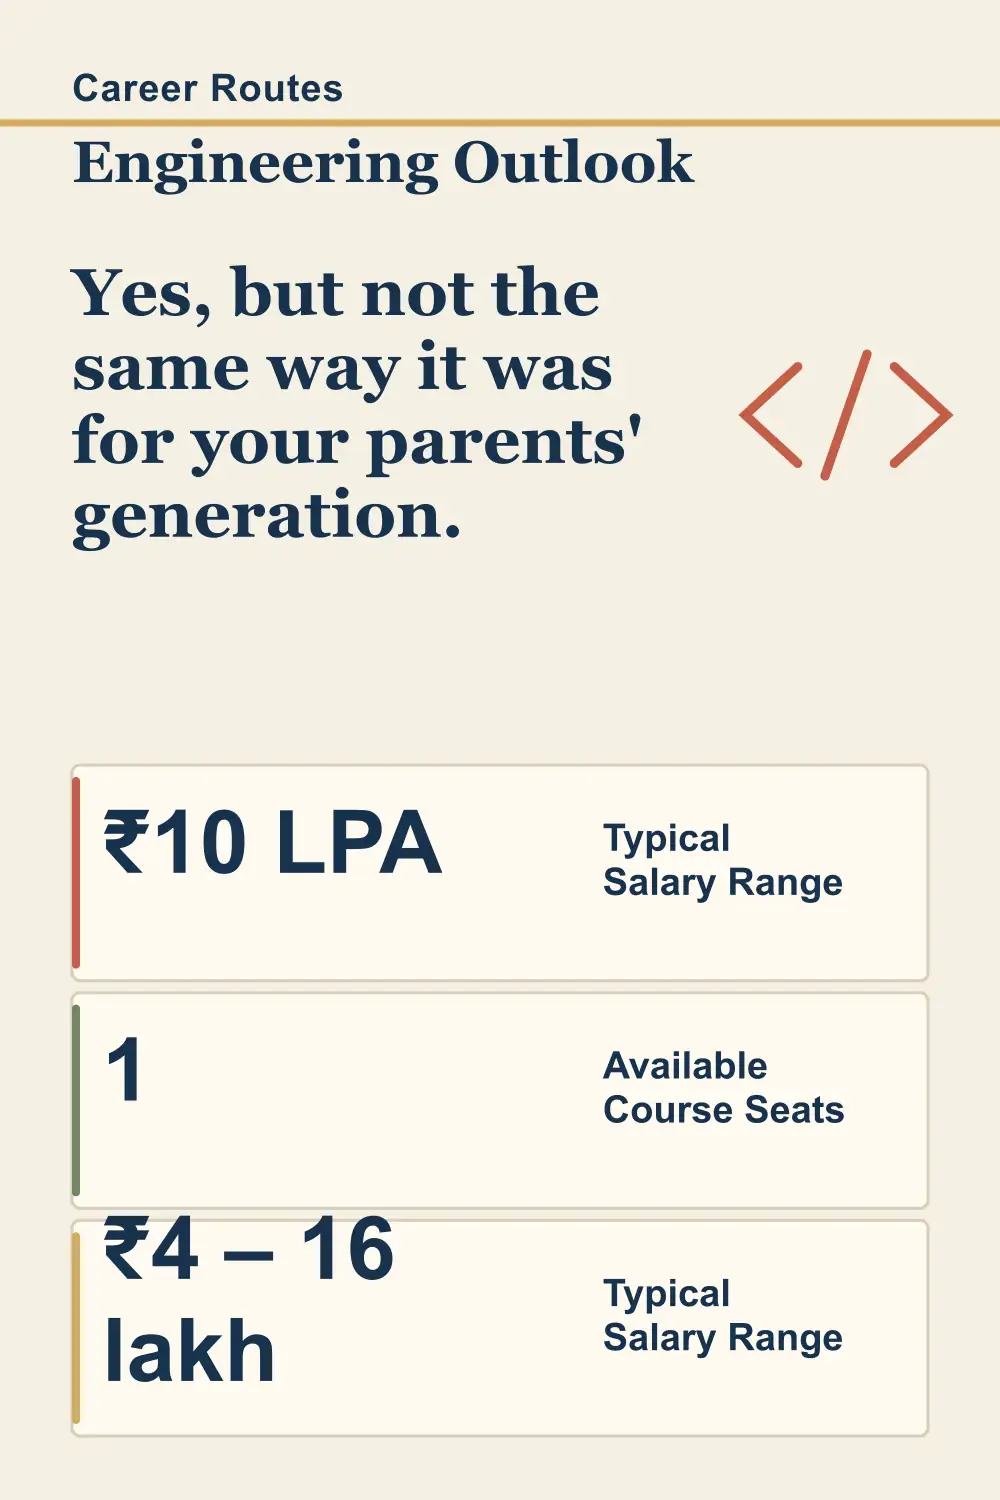 Career Routes
Engineering Outlook
Yes, but not the
same way it was
for your parents'
generation.
₹10 LPA
Typical
Salary Range
1
Available
Course Seats
₹4 – 16
lakh
Typical
Salary Range